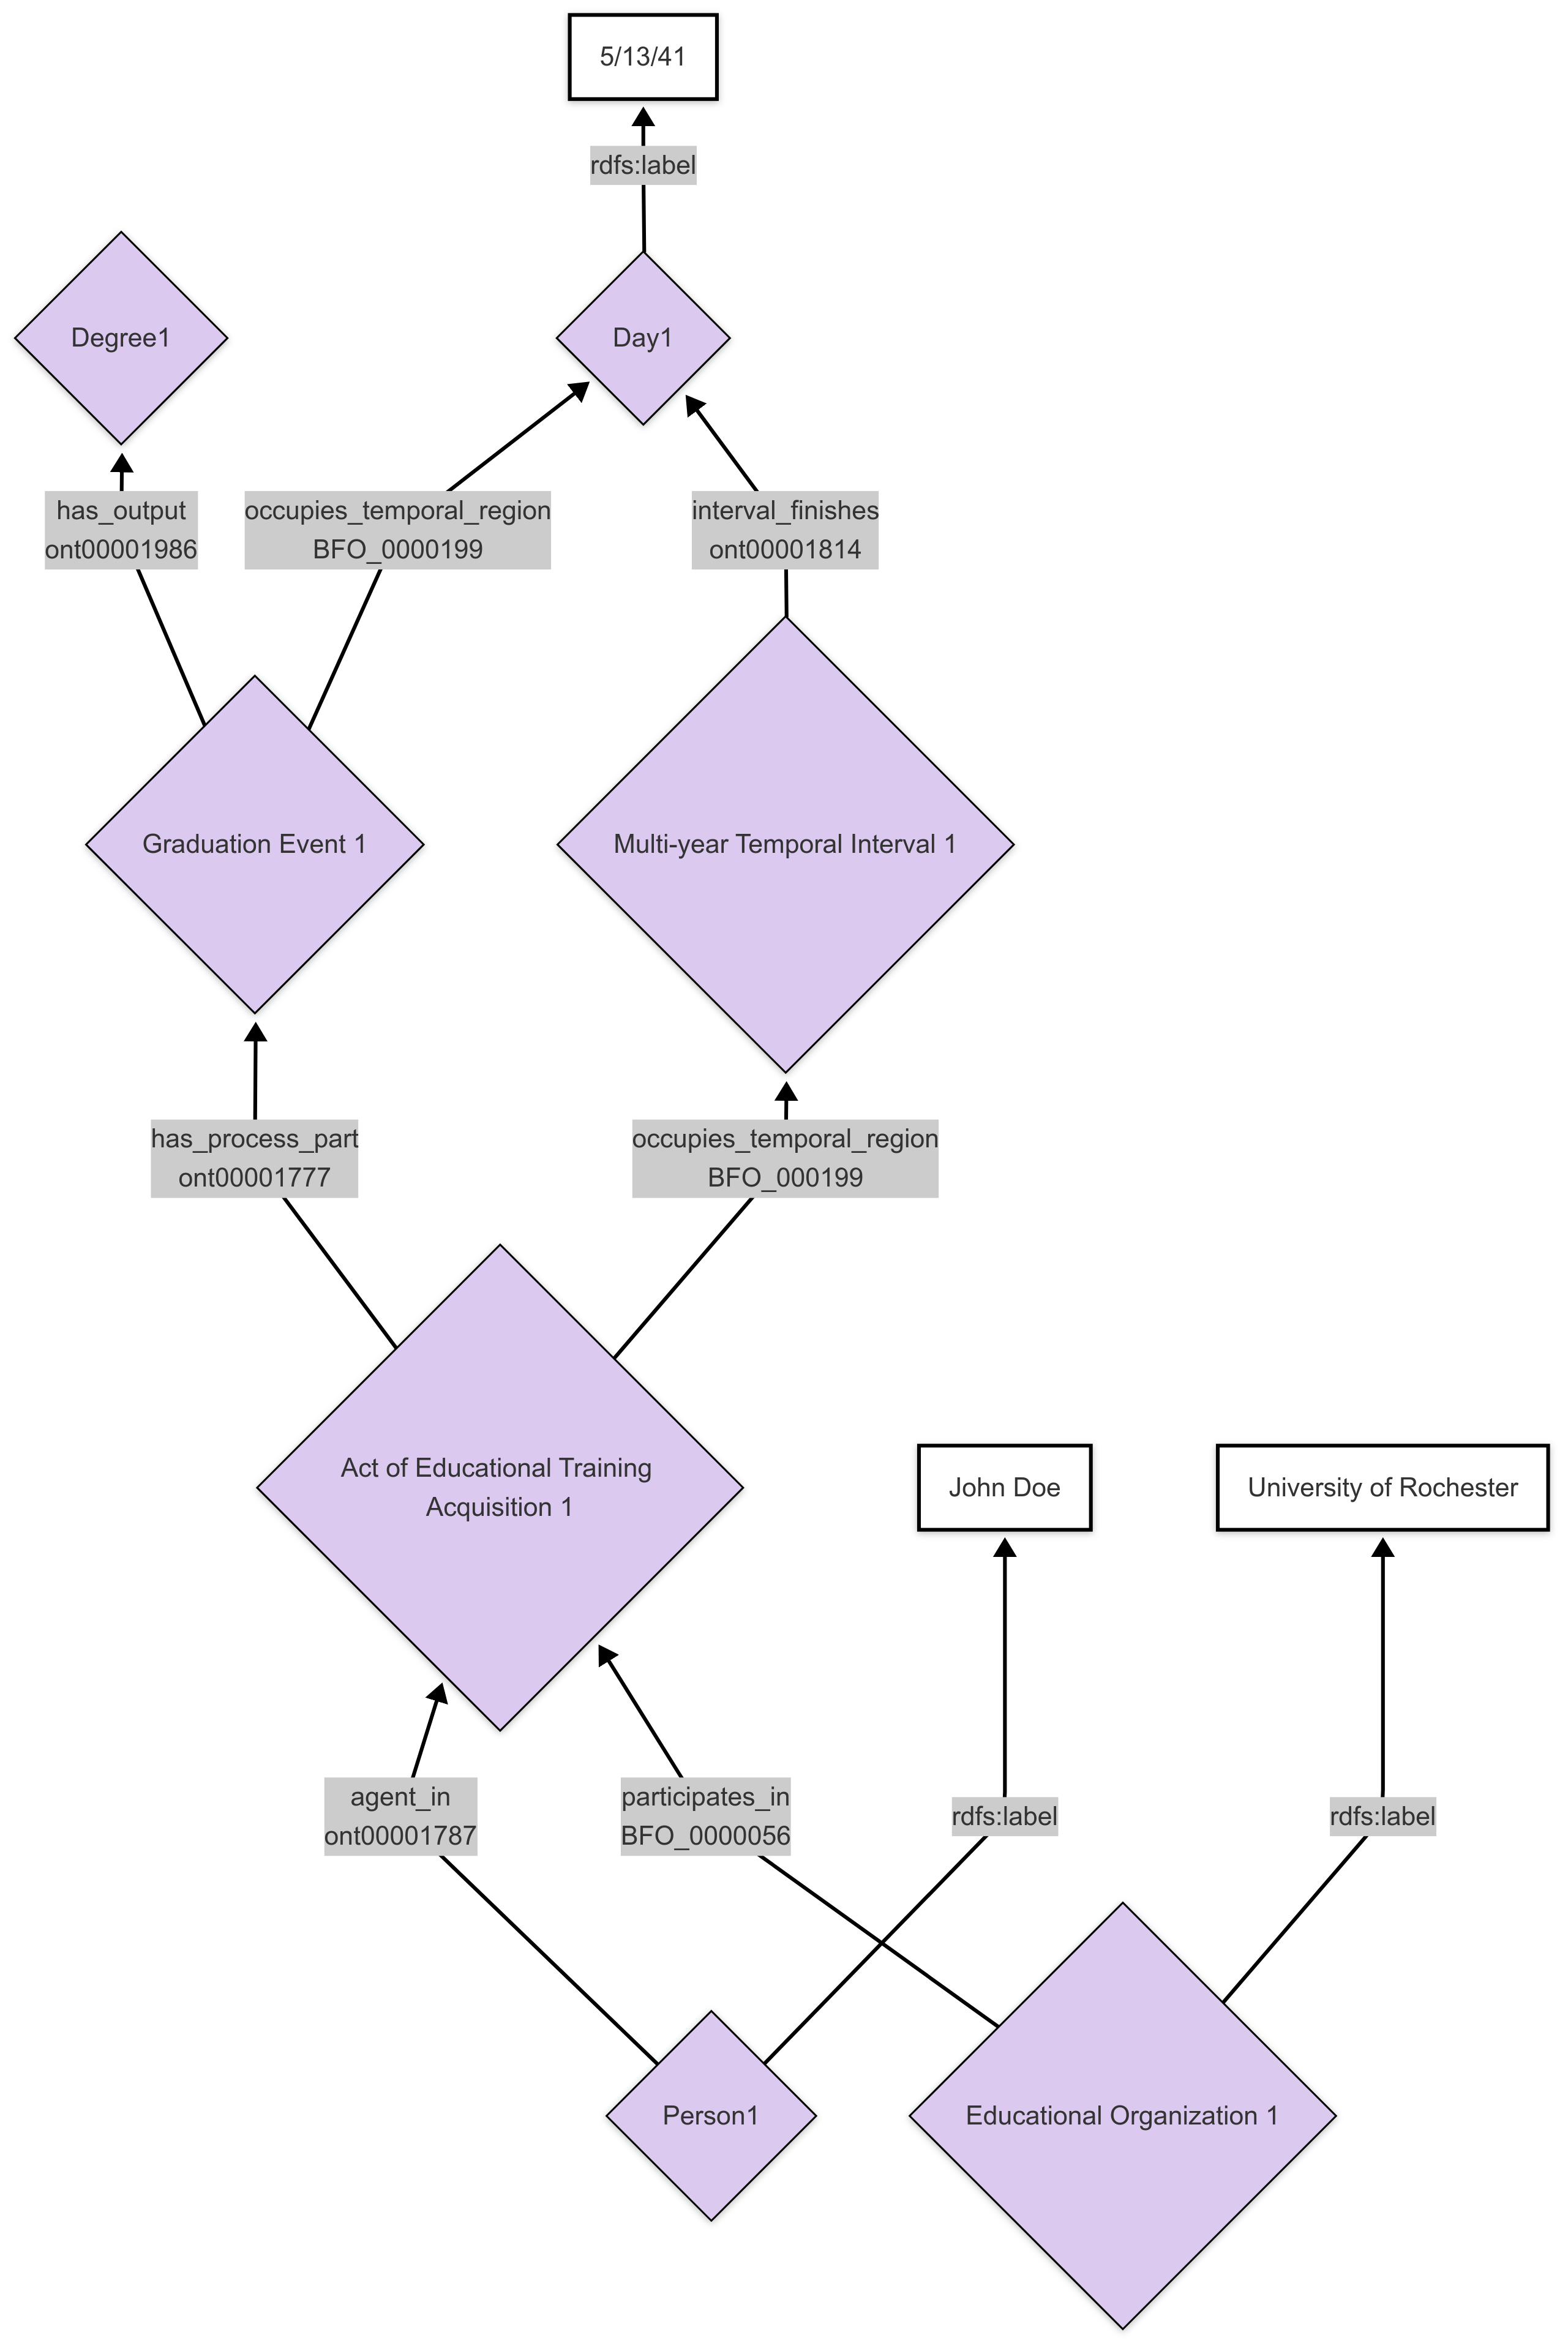 5/13/41
rdfs:label
Degree1
Day1
has_output
ont00001986
occupies_temporal_region
BFO_0000199
interval_finishes
ont00001814
Graduation Event 1
Multi-year Temporal Interval 1
has_process_part
ont00001777
occupies_temporal_region
BFO_000199
Act of Educational Training
Acquisition 1
John Doe
University of Rochester
agent_in
ont00001787
participates_in
BFO_0000056
rdfs:label
rdfs:label
Person1
Educational Organization 1